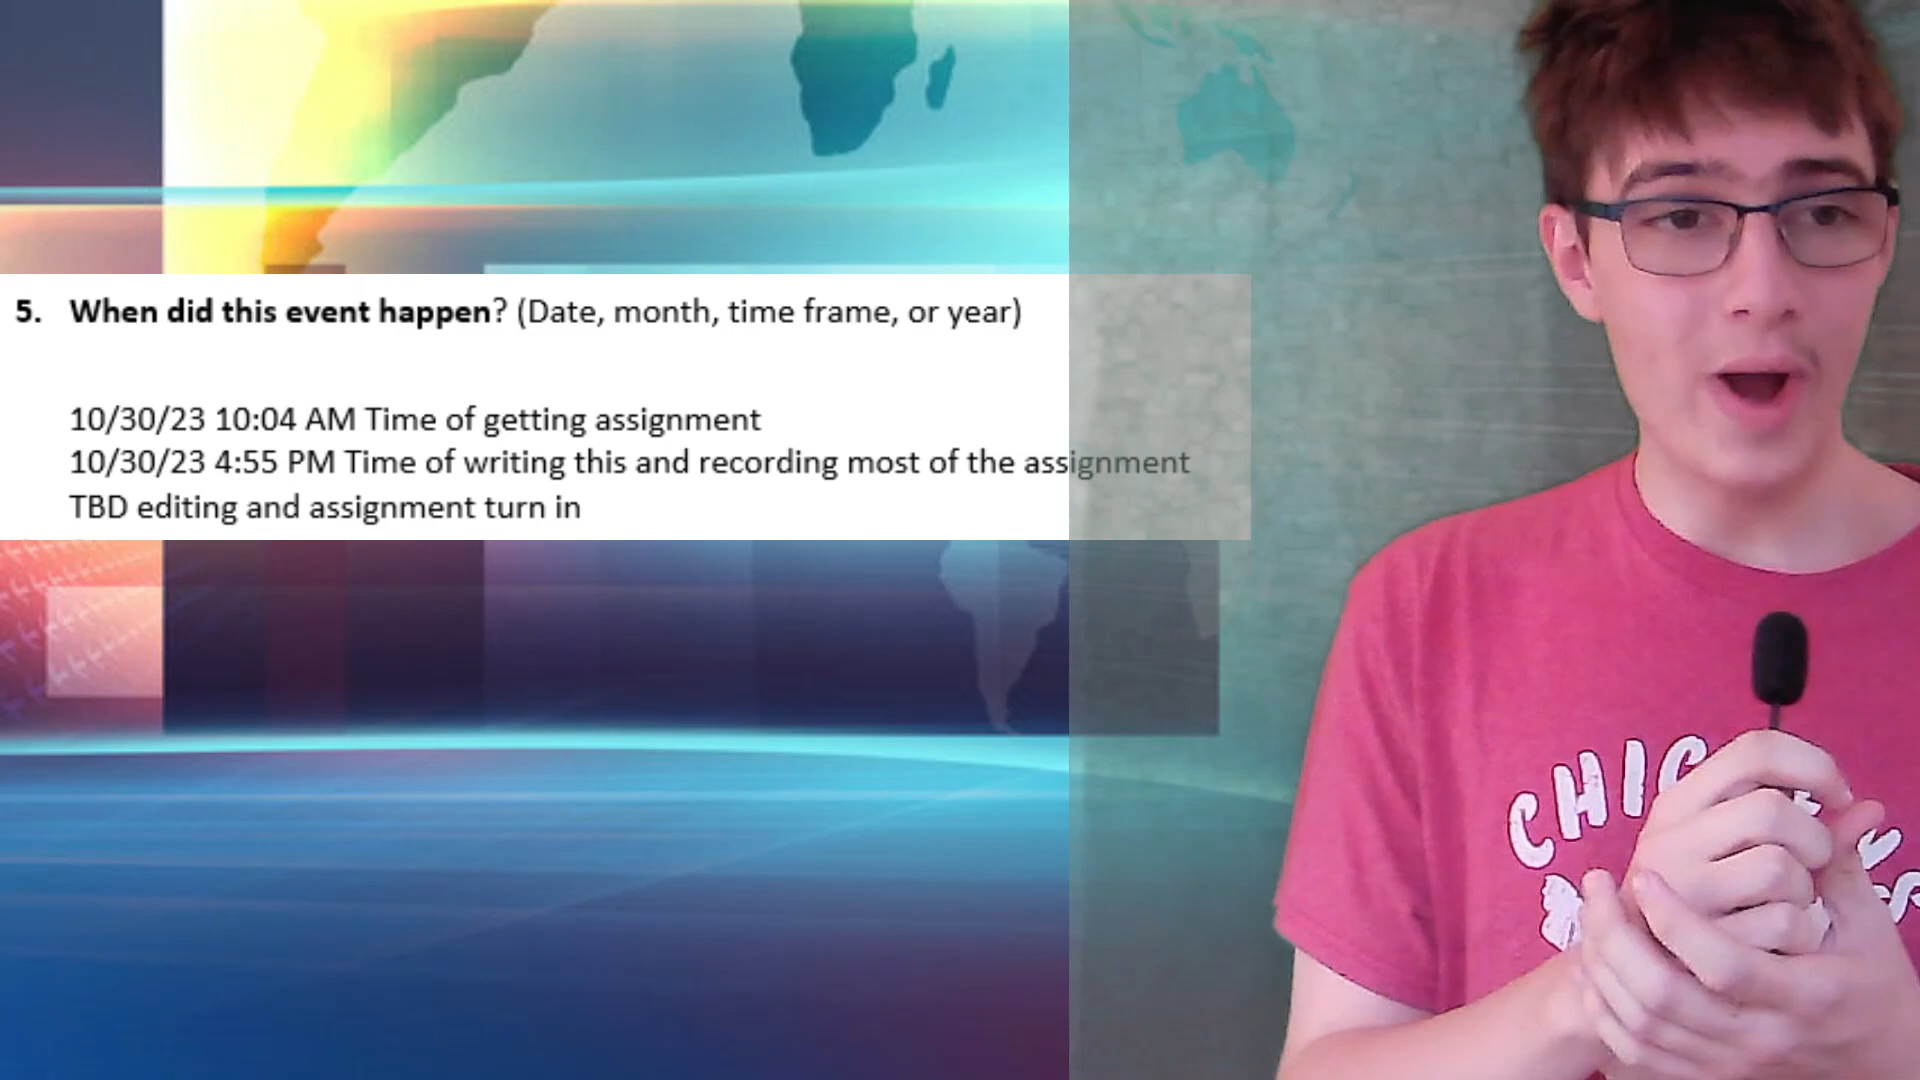 5. When did this event happen? (Date, month, time frame, or year)
10/30/23 10:04 AM Time of getting assignment
10/30/23 4:55 PM Time of writing this and recording most of the assignment
TBD editing and assignment turn in